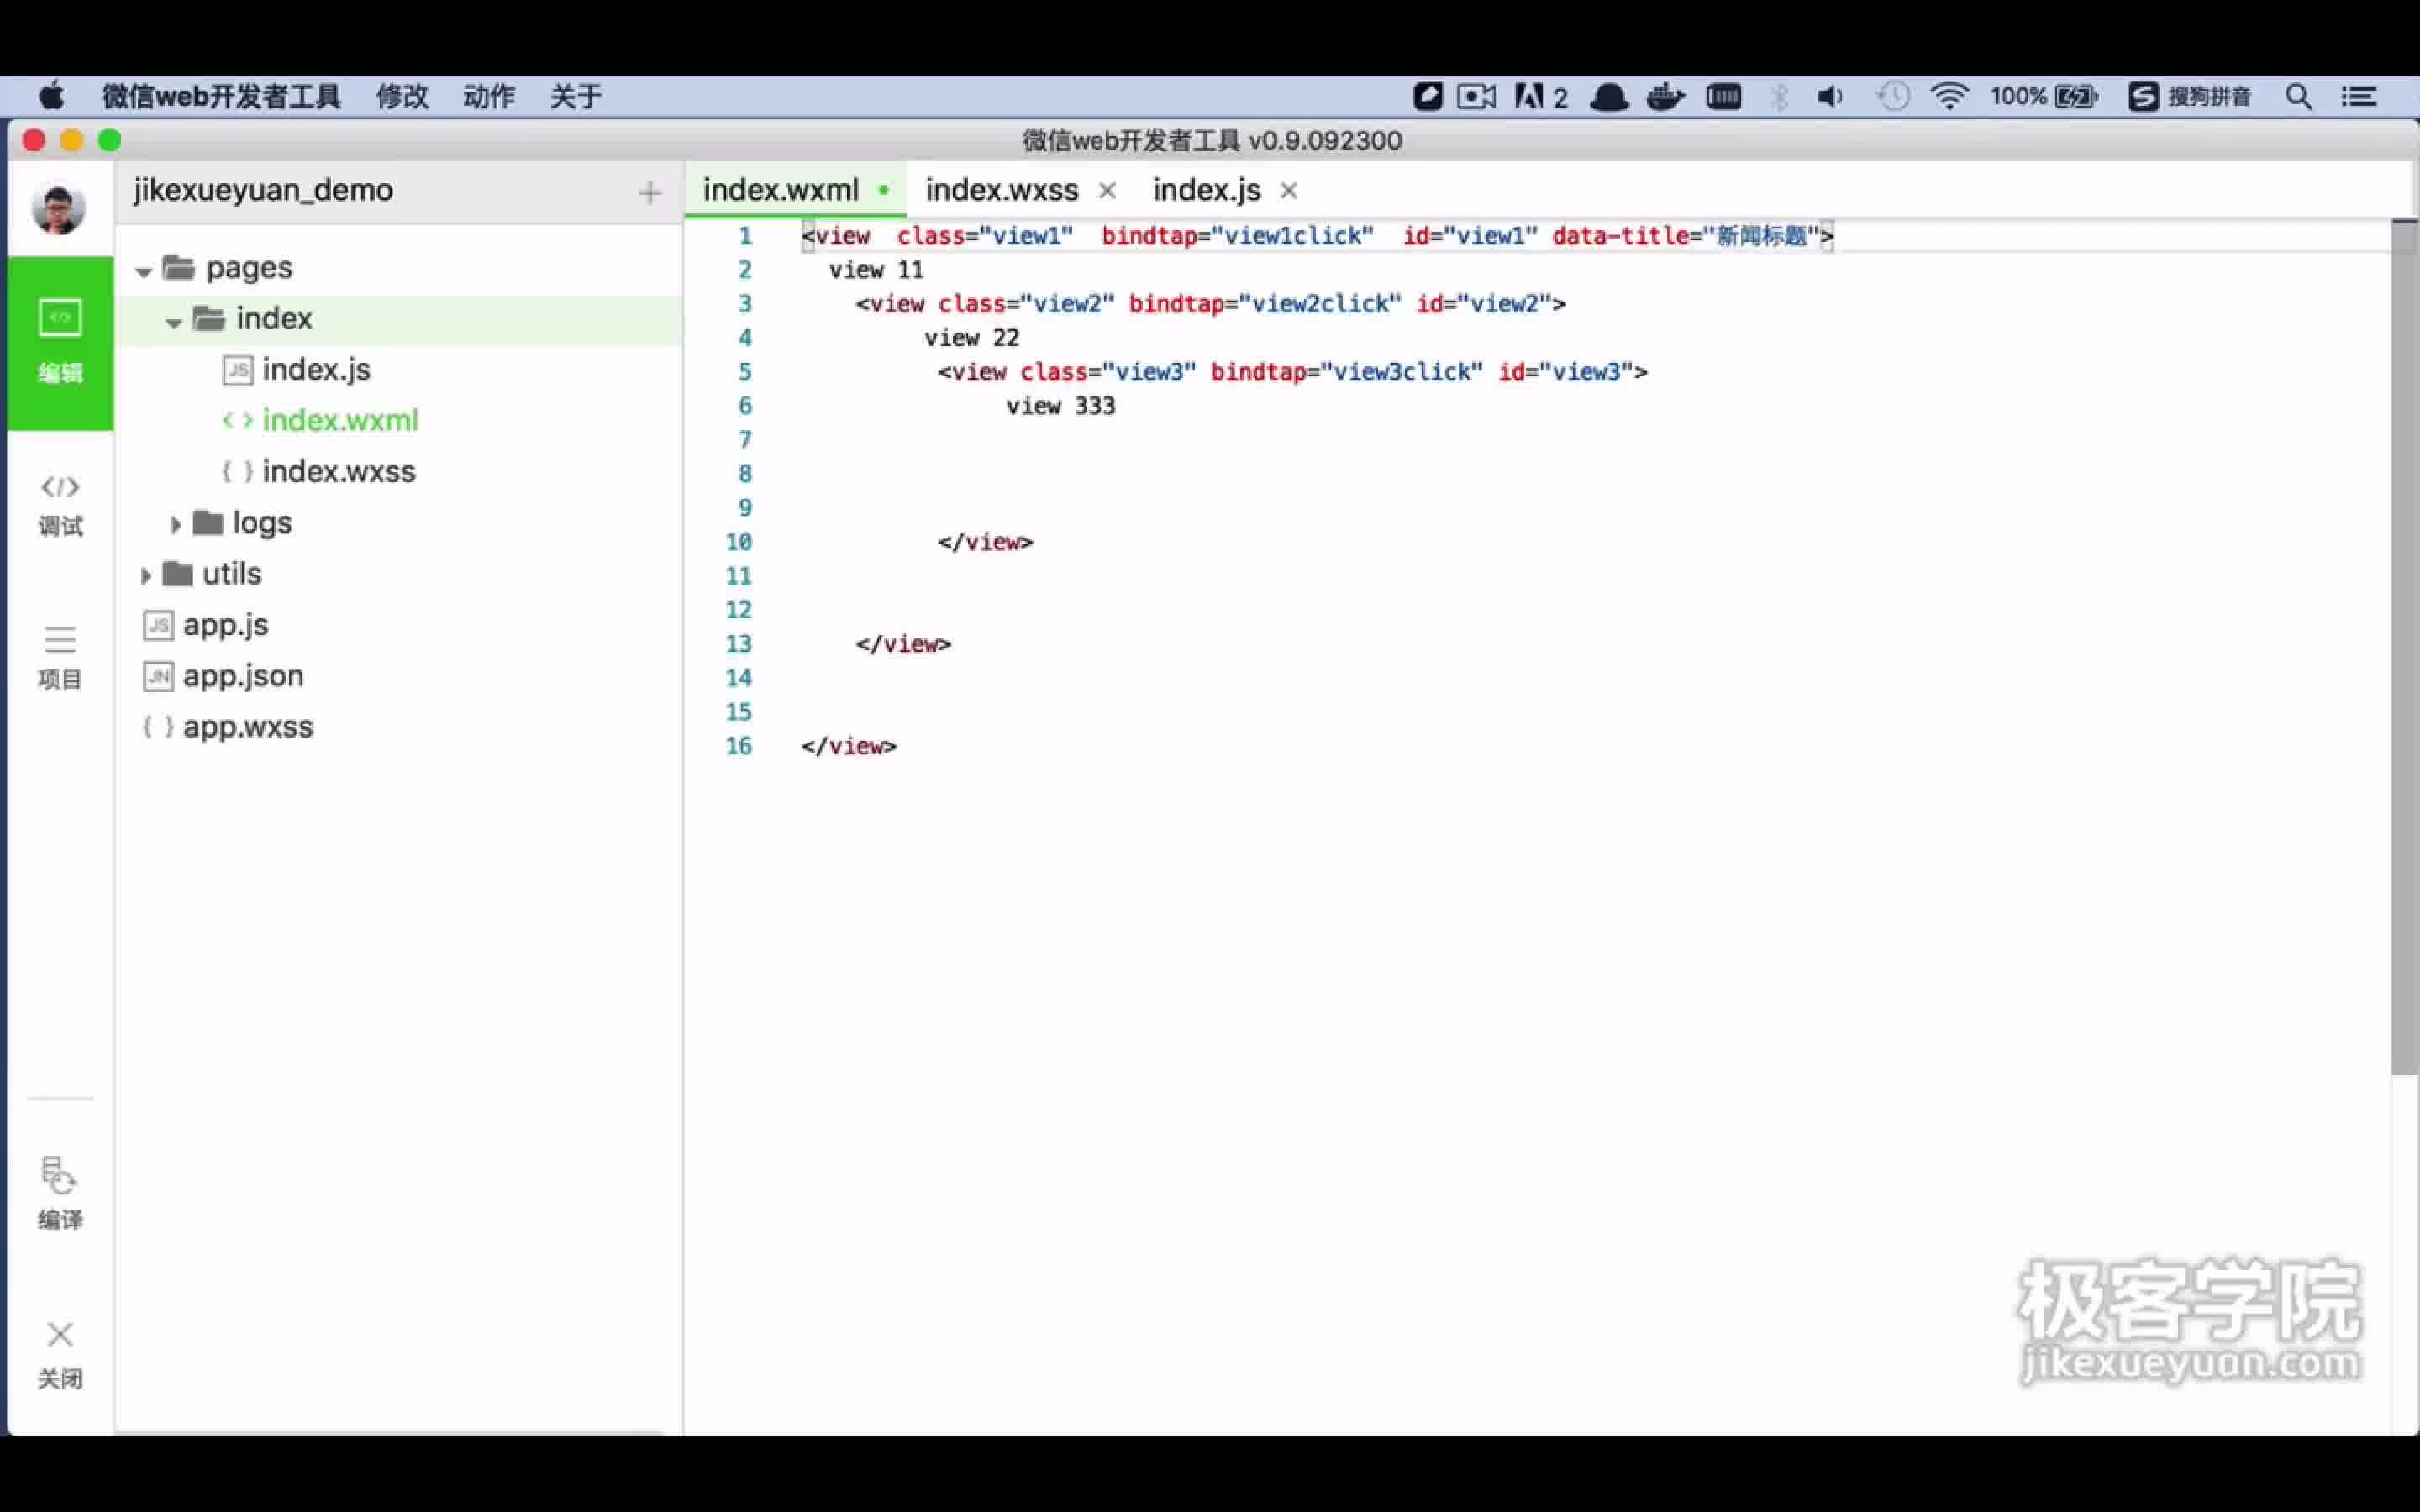 微信web开发者工具 修改 动作 关于 2 100% 搜狗拼音
微信web开发者工具 v0.9.092300
jikexueyuan_demo
index.wxml index.wxss index.js
编辑
调试
项目
编译
关闭
pages
index
JS index.js
index.wxml
index.wxss
logs
utils
JS app.js
JN app.json
app.wxss
1 <view  class="view1"  bindtap="view1click"  id="view1" data-title="新闻标题">
2 view 11
3 <view class="view2" bindtap="view2click" id="view2">
4 view 22
5 <view class="view3" bindtap="view3click" id="view3">
6 view 333
7
8
9
10 </view>
11
12
13 </view>
14
15
16 </view>
极客学院
jikexueyuan.com